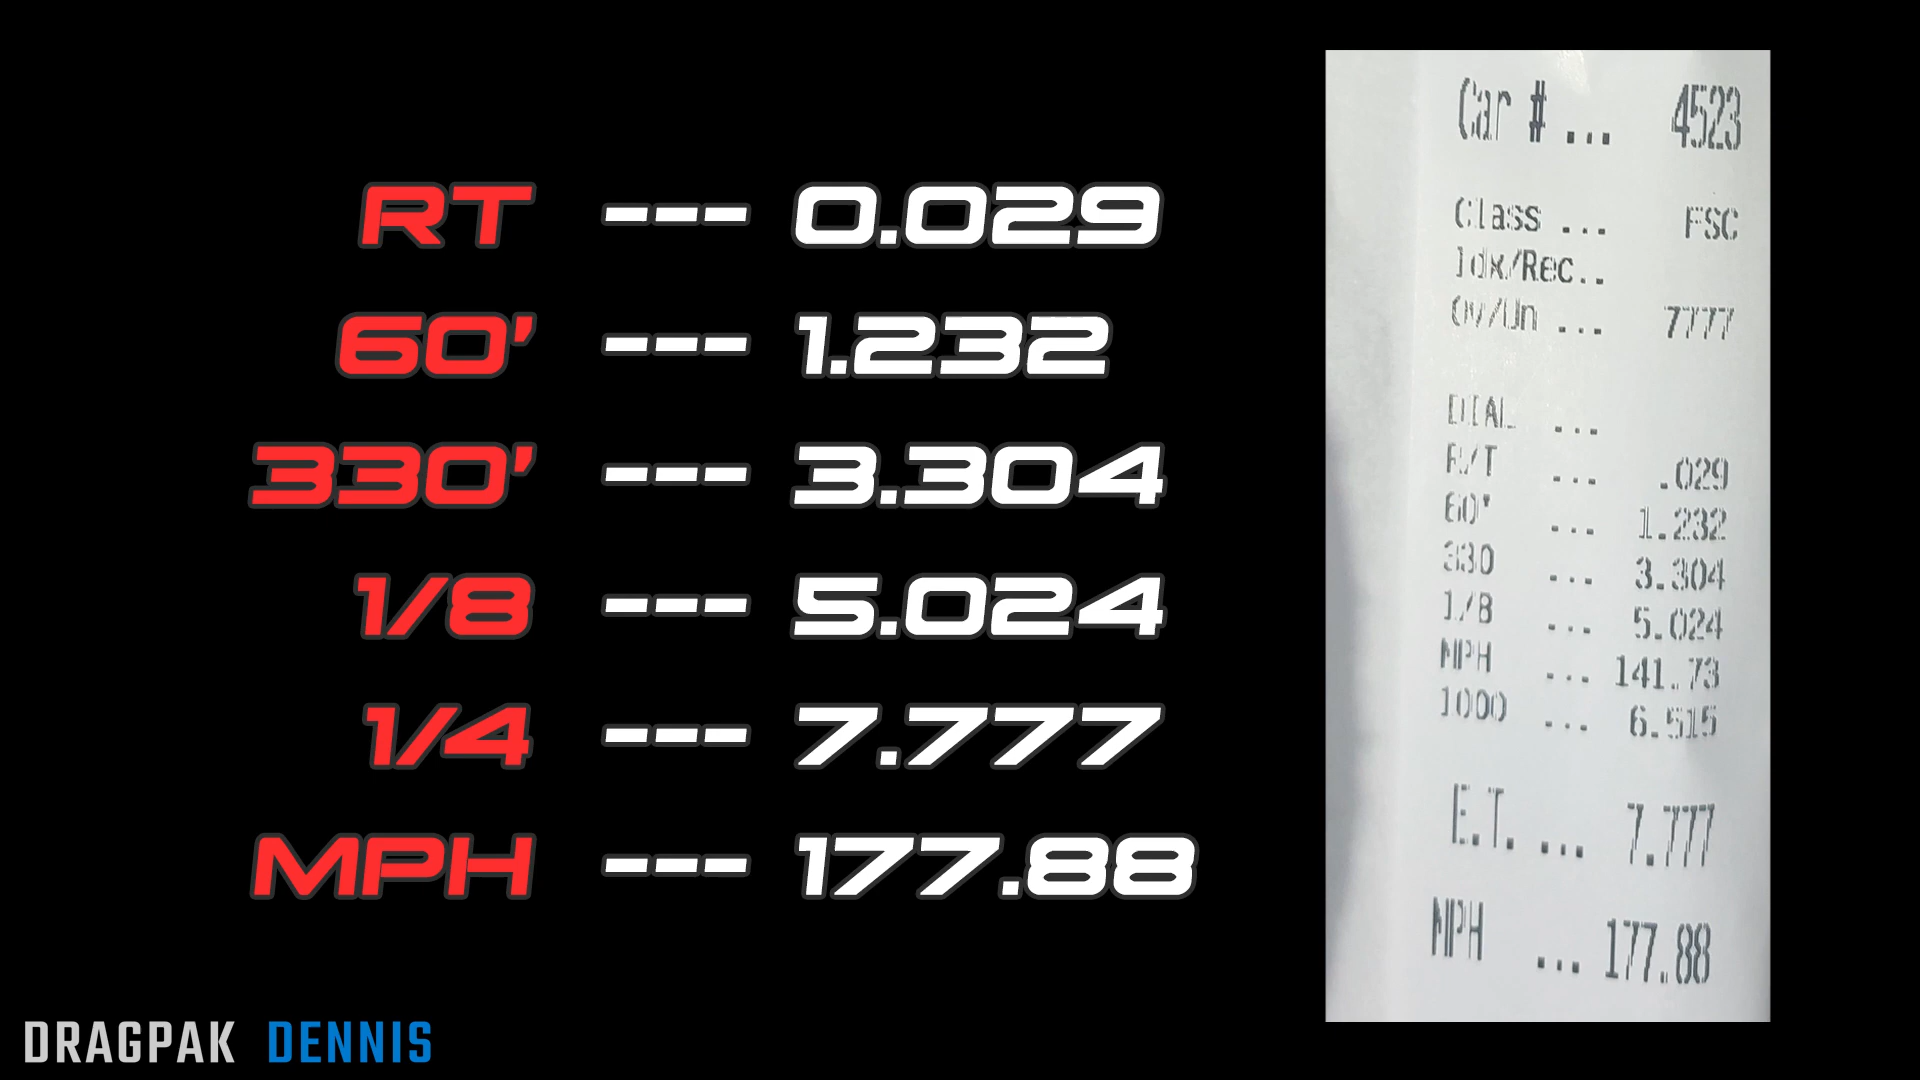 RT --- 0.029
60' --- 1.232
330' --- 3.304
1/8 --- 5.024
1/4 --- 7.777
MPH --- 177.88
DRAGPAK DENNIS
Car # ... 4523
Class ... FSC
Idx/Rec..
Ov/Un ... 7777
DIAL ...
R/T ... .029
60' ... 1.232
330 ... 3.304
1/8 ... 5.024
MPH ... 141.73
1000 ... 6.515
E.T. ... 7.777
MPH ... 177.88